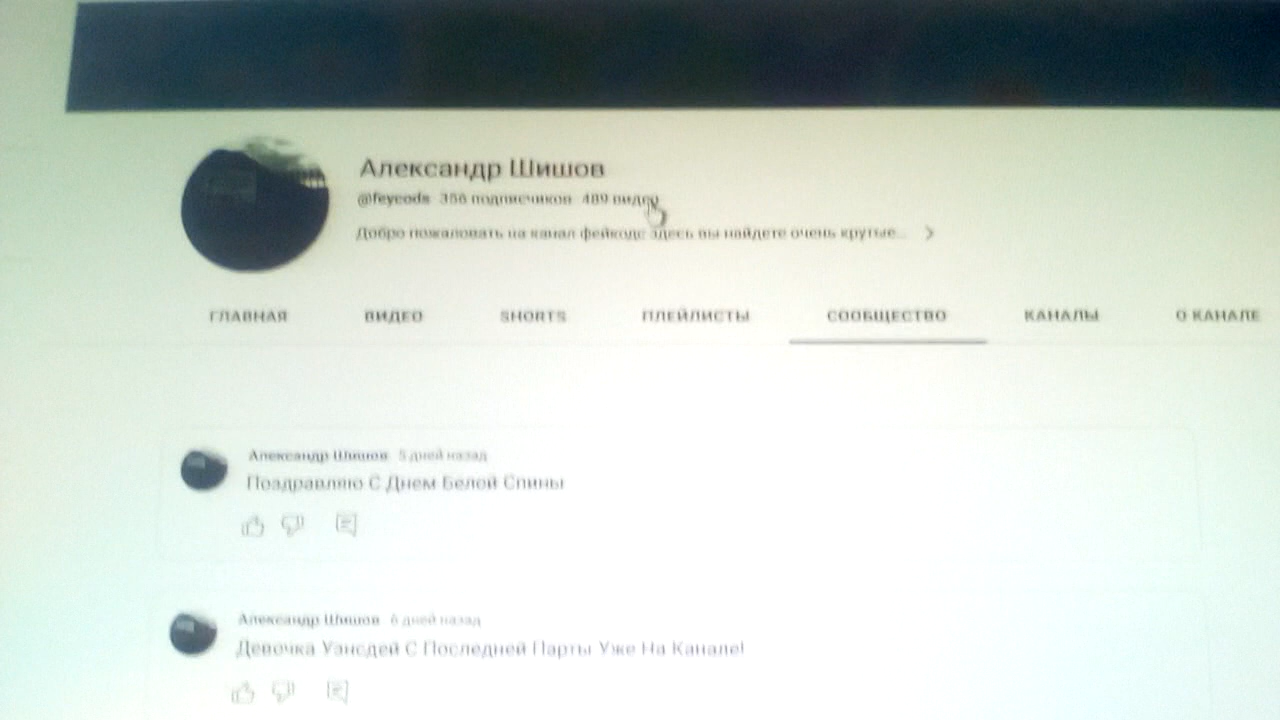 Александр Шишов
@feycods 356 подписчиков 489 видео
Добро пожаловать на канал фейкодс здесь вы найдете очень крутые...
ГЛАВНАЯ ВИДЕО SHORTS ПЛЕЙЛИСТЫ СООБЩЕСТВО КАНАЛЫ О КАНАЛЕ
Александр Шишов 5 дней назад
Поздравляю С Днем Белой Спины
Александр Шишов 6 дней назад
Девочка Уэнсдей С Последней Парты Уже На Канале!